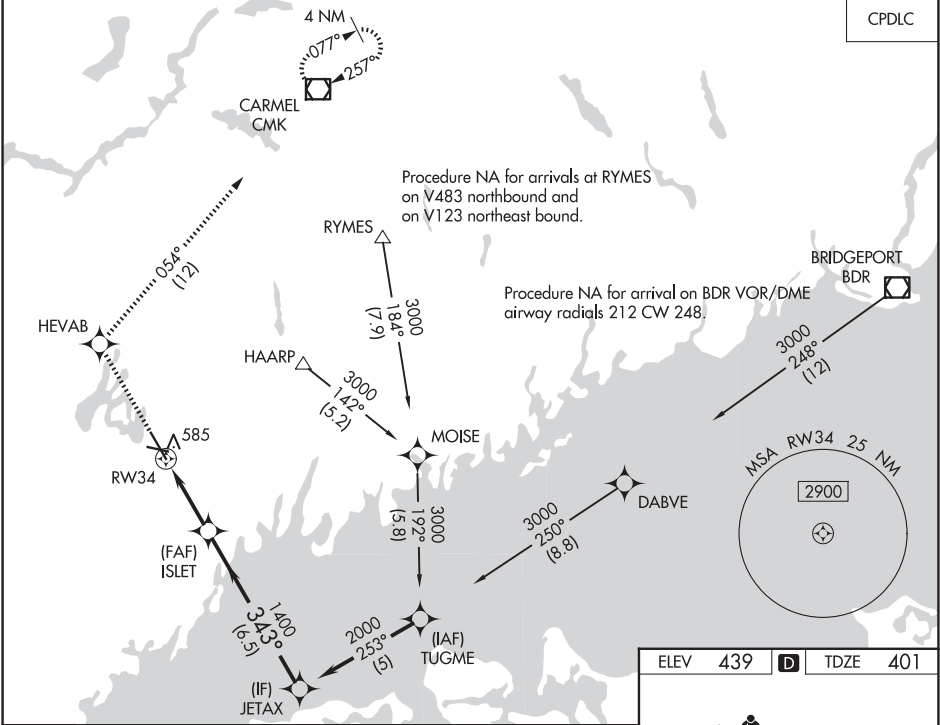 CPDLC
4 NM
077°
257°
CARMEL
CMK
Procedure NA for arrivals at RYMES
on V483 northbound and
on V123 northeast bound.
RYMES
054°
(12)
BRIDGEPORT
BDR
Procedure NA for arrival on BDR VOR/DME
airway radials 212 CW 248.
3000
184°
(7.9)
HEVAB
3000
248°
(12)
HAARP
3000
142°
(5.2)
585
MOISE
MSA RW34 25 NM
2900
RW34
DABVE
3000
192°
(5.8)
3000
250°
(8.8)
(FAF)
ISLET
1400
343°
(6.5)
2000
253°
(5)
(IAF)
TUGME
(IF)
JETAX
ELEV 439 D TDZE 401